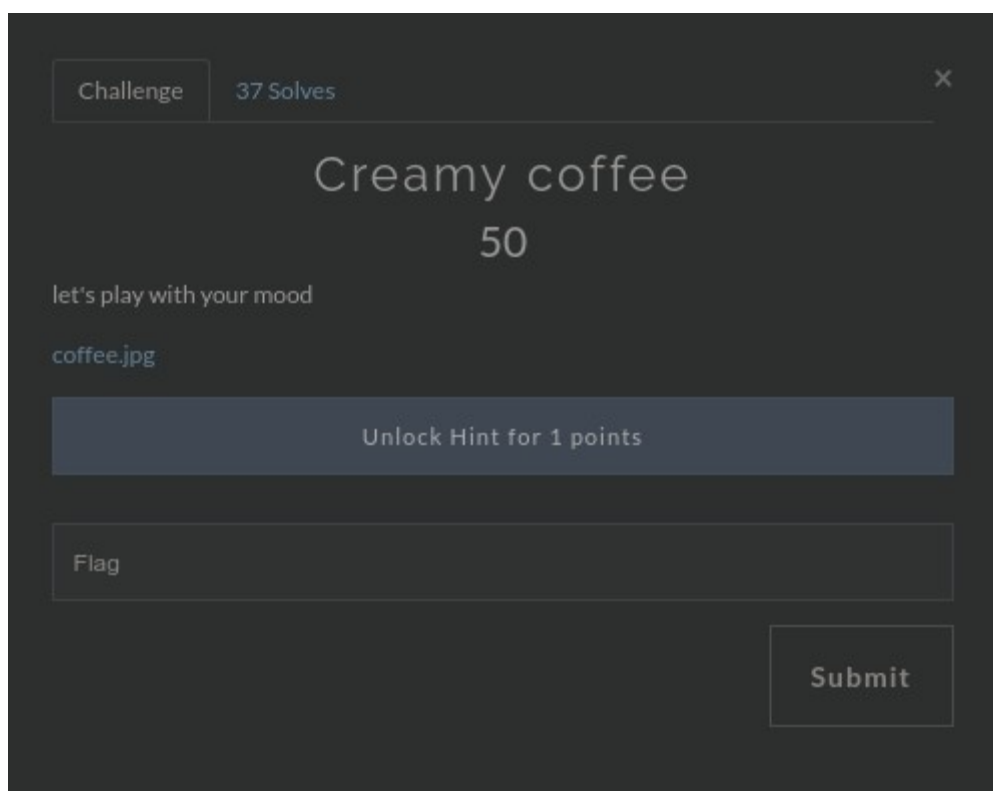 Challenge 37 Solves ×
Creamy coffee
50
let's play with your mood
coffee.jpg
Unlock Hint for 1 points
Flag
Submit